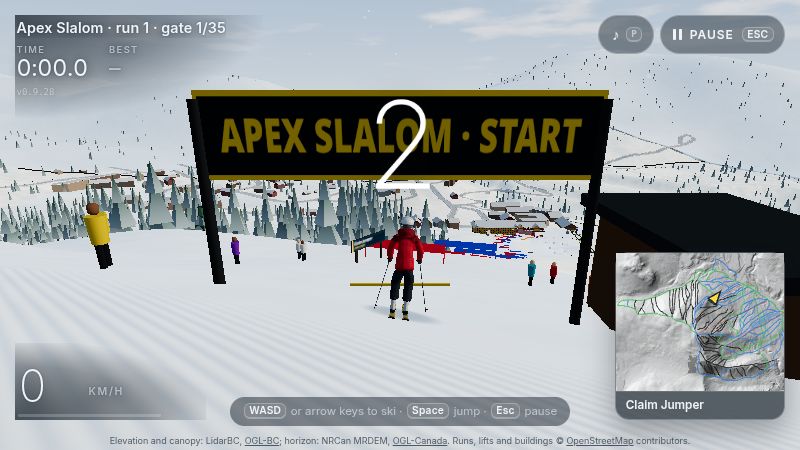 Apex Slalom · run 1 · gate 1/35
TIME BEST
0:00.0 —
v0.9.28
♪ P
PAUSE ESC
APEX SLALOM · START
2
0 KM/H
WASD or arrow keys to ski · Space jump · Esc pause
Claim Jumper
Elevation and canopy: LidarBC, OGL-BC; horizon: NRCan MRDEM, OGL-Canada. Runs, lifts and buildings © OpenStreetMap contributors.